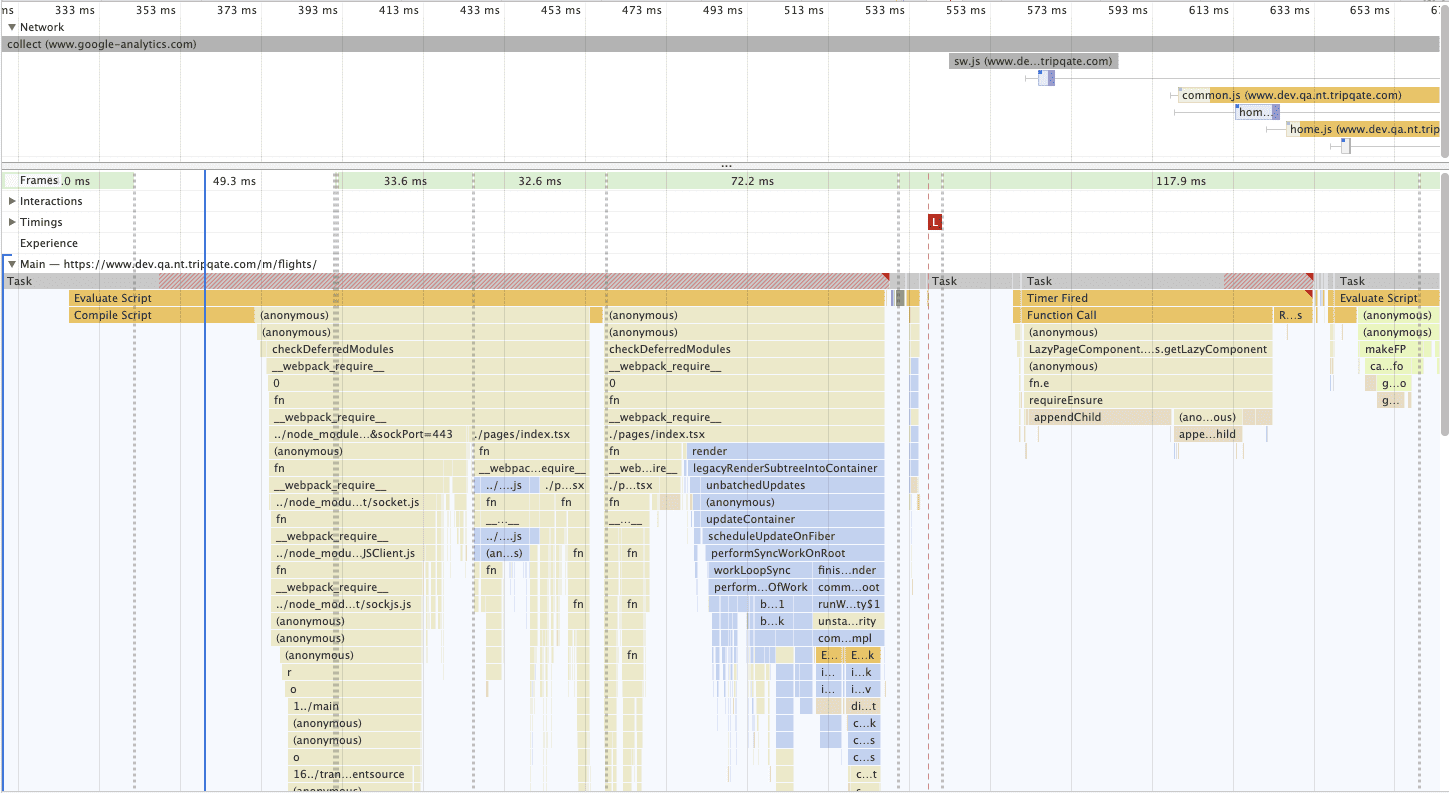 ms 333 ms 353 ms 373 ms 393 ms 413 ms 433 ms 453 ms 473 ms 493 ms 513 ms 533 ms 553 ms 573 ms 593 ms 613 ms 633 ms 653 ms
Network
collect (www.google-analytics.com)
sw.js (www.de...tripqate.com)
common.js (www.dev.qa.nt.tripqate.com)
hom...
home.js (www.dev.qa.nt.trip
...
Frames .0 ms 49.3 ms 33.6 ms 32.6 ms 72.2 ms 117.9 ms
Interactions
Timings L
Experience
Main — https://www.dev.qa.nt.tripqate.com/m/flights/
Task Task Task Task
Evaluate Script Timer Fired Evaluate Script
Compile Script (anonymous) (anonymous) Function Call R...s (anonymous)
(anonymous) (anonymous) (anonymous) (anonymous)
checkDeferredModules checkDeferredModules LazyPageComponent....s.getLazyComponent makeFP
__webpack_require__ __webpack_require__ (anonymous) ca...fo
0 0 fn.e g...o
fn fn requireEnsure g...
__webpack_require__ __webpack_require__ appendChild (ano...ous)
../node_module...&sockPort=443 ./pages/index.tsx ./pages/index.tsx appe...hild
(anonymous) fn fn render
fn __webpac...equire__ __web...ire__ legacyRenderSubtreeIntoContainer
__webpack_require__ ../....js ./p...sx ./p...tsx unbatchedUpdates
../node_modu...t/socket.js fn fn fn (anonymous)
fn __...__ __...__ updateContainer
__webpack_require__ ../....js scheduleUpdateOnFiber
../node_modu...JSClient.js (an...s) fn fn performSyncWorkOnRoot
fn fn workLoopSync finis...nder
__webpack_require__ perform...OfWork comm...oot
../node_mod...t/sockjs.js fn fn b...1 runW...ty$1
(anonymous) b...k unsta...rity
(anonymous) com...mpl
(anonymous) fn E... E...k
r i... i...k
o i... i...v
1../main di...t
(anonymous) c...k
(anonymous) c...s
o c...s
16../tran...entsource c...t
(anonymous)